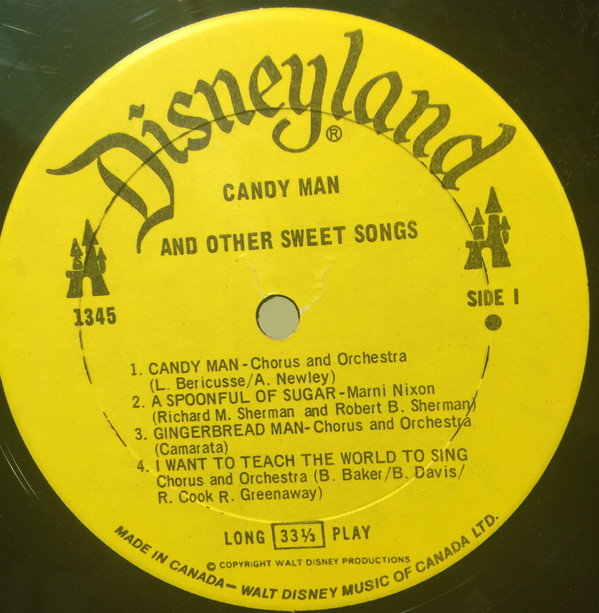 Disneyland®
CANDY MAN
AND OTHER SWEET SONGS
1345
SIDE I
1. CANDY MAN - Chorus and Orchestra
(L. Bericusse/A. Newley)
2. A SPOONFUL OF SUGAR - Marni Nixon
(Richard M. Sherman and Robert B. Sherman)
3. GINGERBREAD MAN- Chorus and Orchestra
(Camarata)
4. I WANT TO TEACH THE WORLD TO SING
Chorus and Orchestra (B. Baker/B. Davis/
R. Cook R. Greenaway)
LONG 33⅓ PLAY
© COPYRIGHT WALT DISNEY PRODUCTIONS
MADE IN CANADA— WALT DISNEY MUSIC OF CANADA LTD.